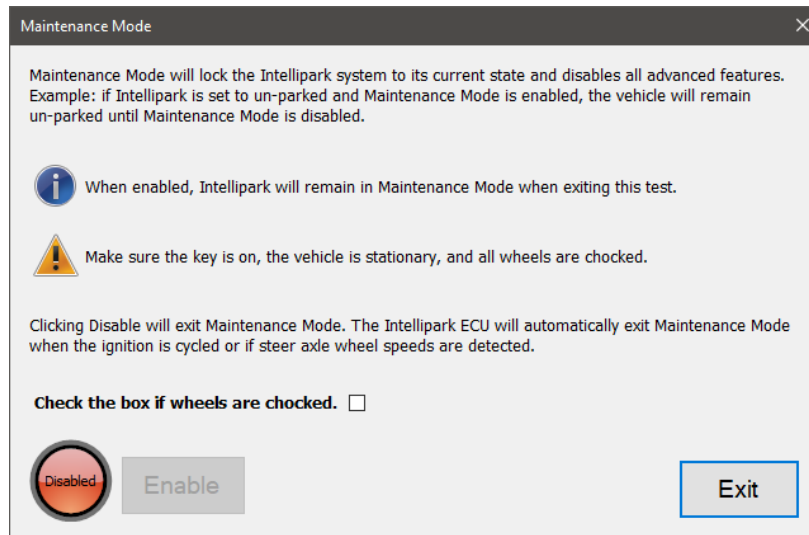 Maintenance Mode
Maintenance Mode will lock the Intellipark system to its current state and disables all advanced features.
Example: if Intellipark is set to un-parked and Maintenance Mode is enabled, the vehicle will remain
un-parked until Maintenance Mode is disabled.
When enabled, Intellipark will remain in Maintenance Mode when exiting this test.
Make sure the key is on, the vehicle is stationary, and all wheels are chocked.
Clicking Disable will exit Maintenance Mode. The Intellipark ECU will automatically exit Maintenance Mode
when the ignition is cycled or if steer axle wheel speeds are detected.
Check the box if wheels are chocked.
Disabled
Enable
Exit